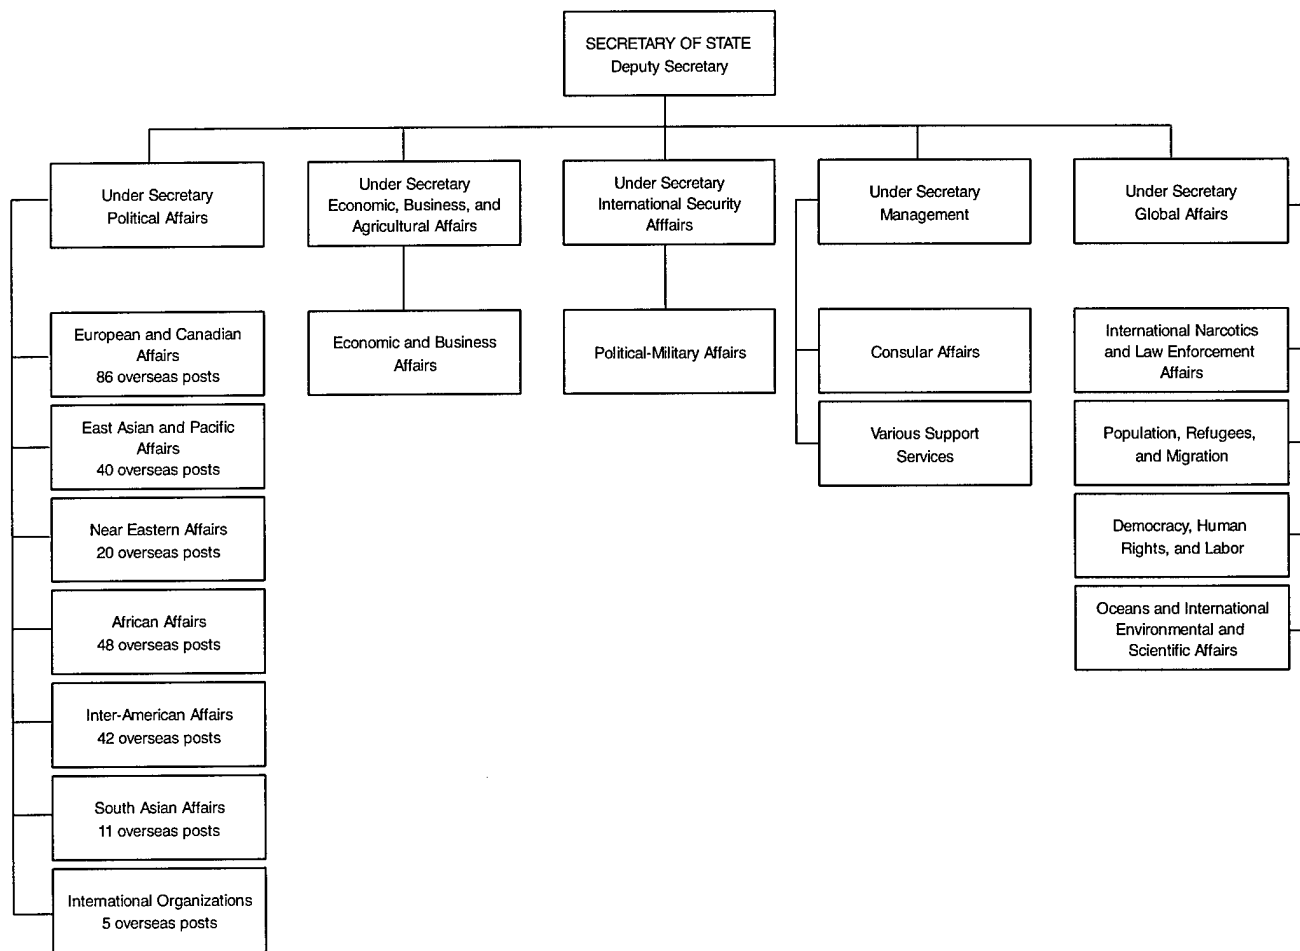 SECRETARY OF STATE
Deputy Secretary
Under Secretary
Political Affairs
Under Secretary
Economic, Business, and
Agricultural Affairs
Under Secretary
International Security
Afffairs
Under Secretary
Management
Under Secretary
Global Affairs
European and Canadian
Affairs
86 overseas posts
East Asian and Pacific
Affairs
40 overseas posts
Near Eastern Affairs
20 overseas posts
African Affairs
48 overseas posts
Inter-American Affairs
42 overseas posts
South Asian Affairs
11 overseas posts
International Organizations
5 overseas posts
Economic and Business
Affairs
Political-Military Affairs
Consular Affairs
Various Support
Services
International Narcotics
and Law Enforcement
Affairs
Population, Refugees,
and Migration
Democracy, Human
Rights, and Labor
Oceans and International
Environmental and
Scientific Affairs